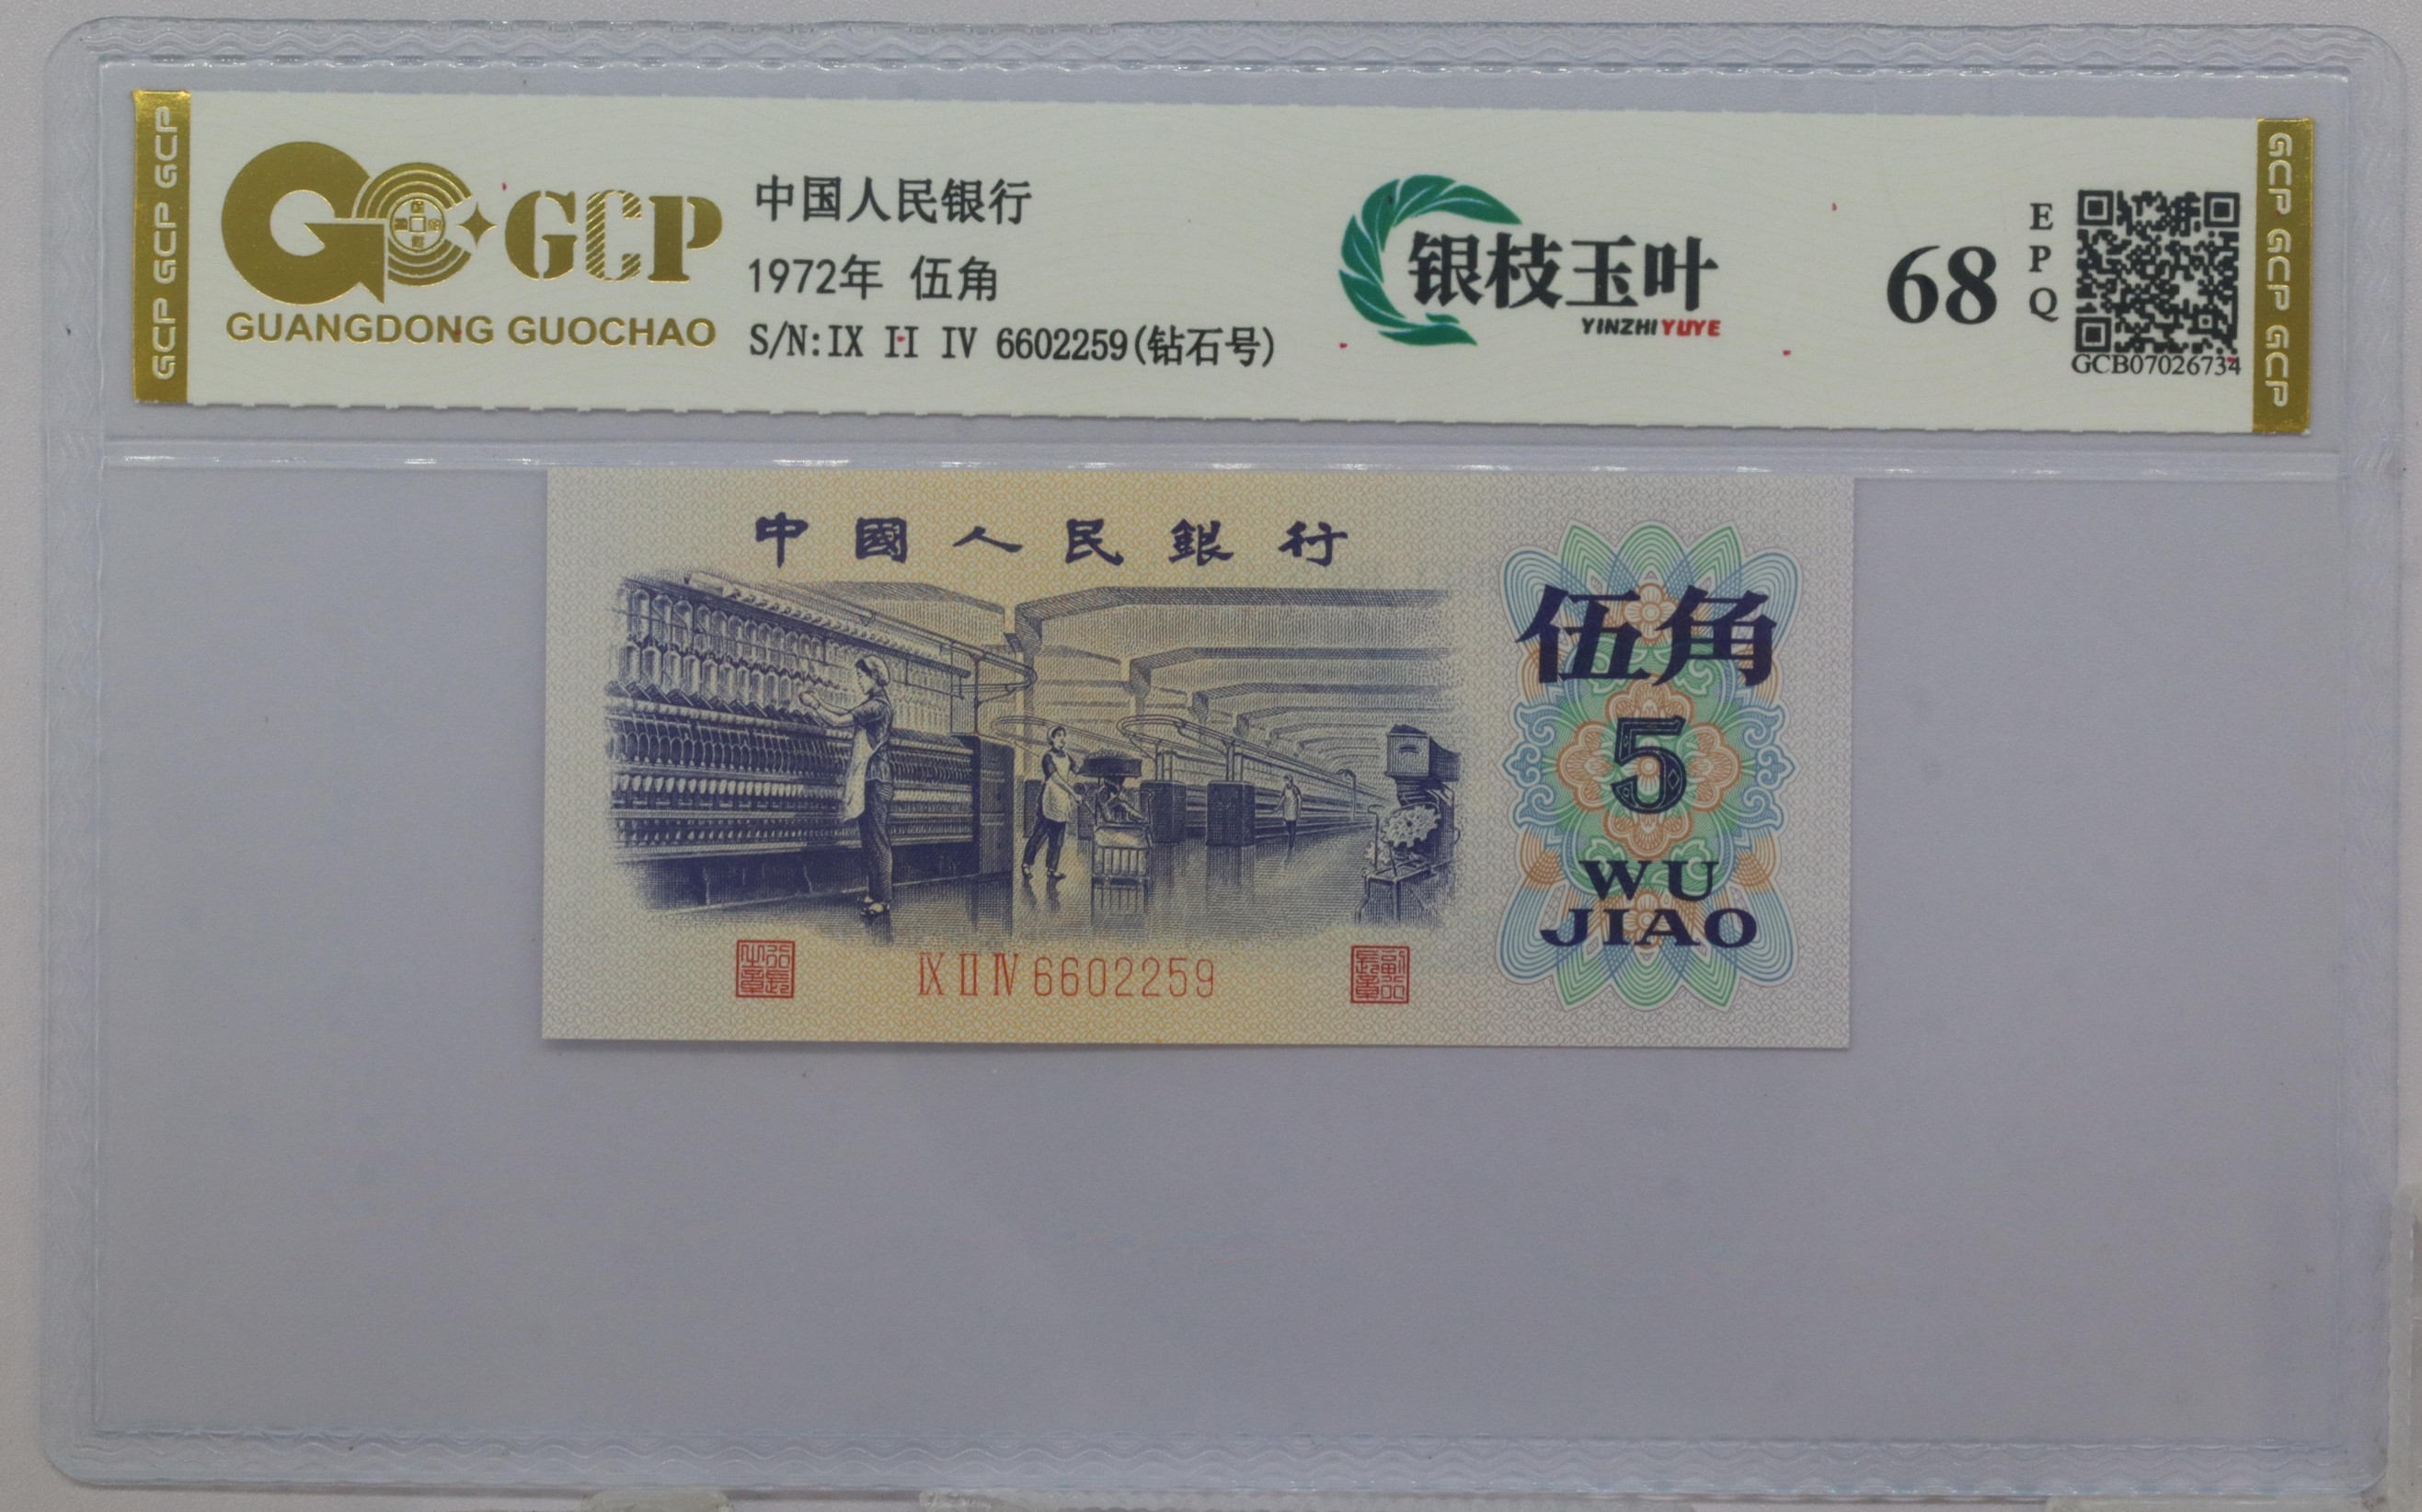 GCP GCP GCP
GCP
GUANGDONG GUOCHAO
中国人民银行
1972年 伍角
S/N:IX II IV 6602259(钻石号)
银枝玉叶
YINZHI YUYE
68
EPQ
GCB07026734
GCP GCP GCP
中國人民銀行
伍角
5
WU
JIAO
IX II IV 6602259